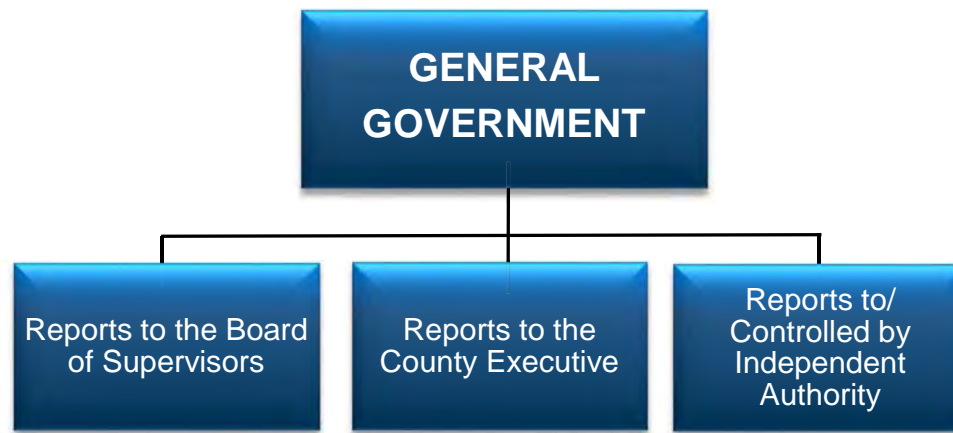 GENERAL
GOVERNMENT
Reports to the Board
of Supervisors
Reports to the
County Executive
Reports to/
Controlled by
Independent
Authority